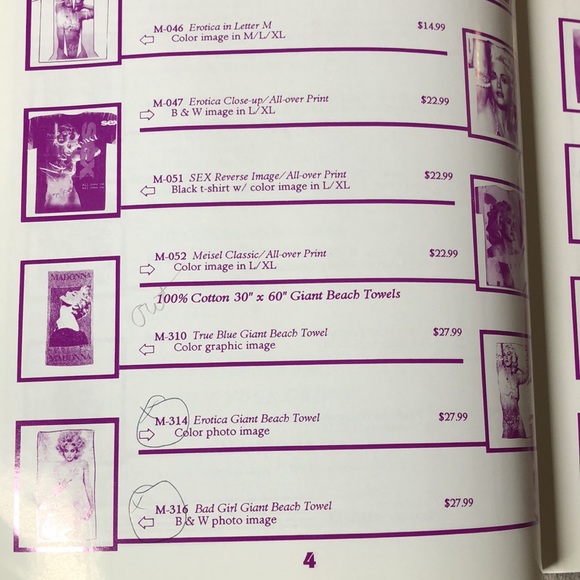 M-046 Erotica in Letter M $14.99
Color image in M/L/XL
M-047 Erotica Close-up/All-over Print $22.99
B & W image in L/XL
SEX
M-051 SEX Reverse Image/All-over Print $22.99
Black t-shirt w/ color image in L/XL
M-052 Meisel Classic/All-over Print $22.99
Color image in L/XL
MADONNA
out
100% Cotton 30" x 60" Giant Beach Towels
M-310 True Blue Giant Beach Towel $27.99
Color graphic image
MADONNA
M-314 Erotica Giant Beach Towel $27.99
Color photo image
M-316 Bad Girl Giant Beach Towel $27.99
B & W photo image
4